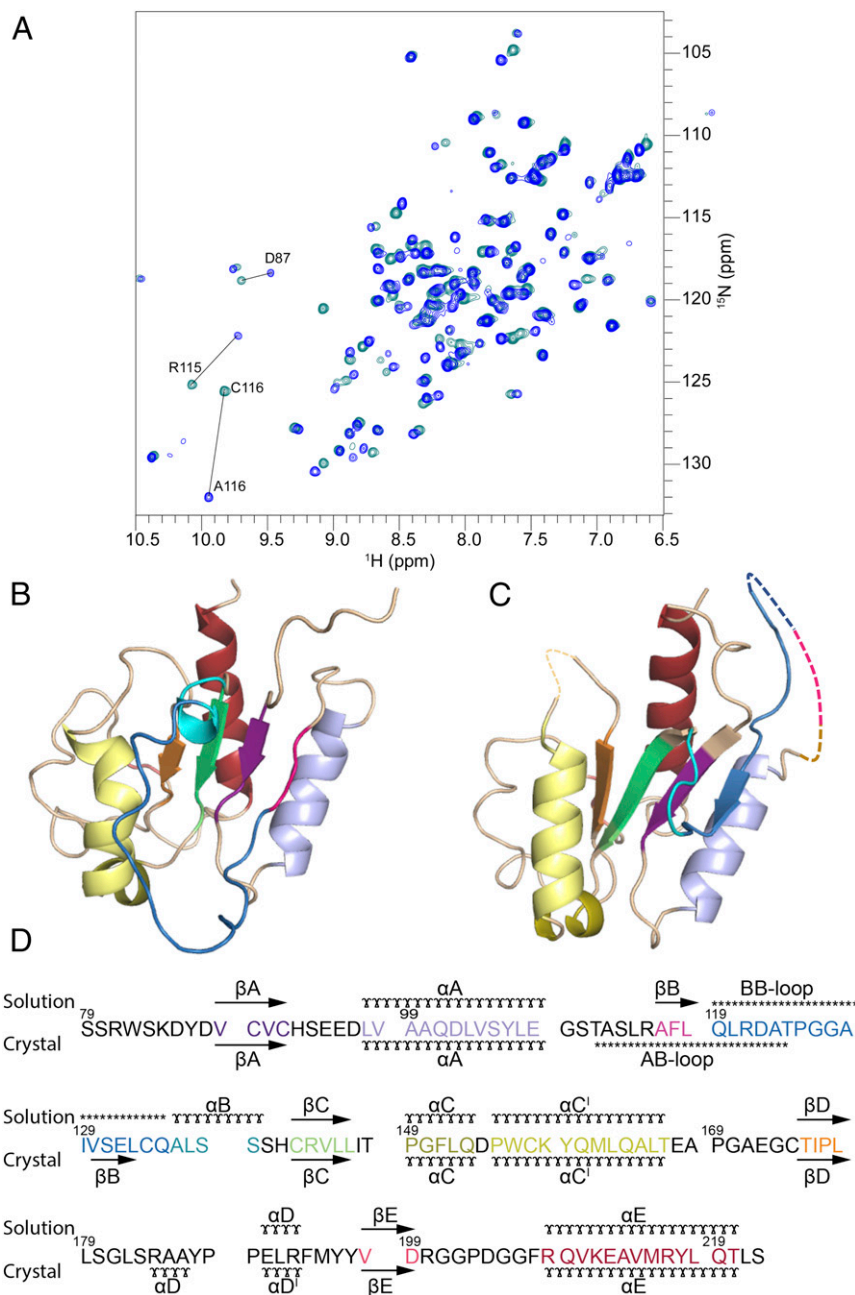 A
105
110
115
120
125
130
¹⁵N (ppm)
D87
R115
C116
A116
10.5 10.0 9.5 9.0 8.5 8.0 7.5 7.0 6.5
¹H (ppm)
B
C
D
βA αA βB BB-loop
Solution
79 99 119
SSRWSKDYDV CVCHSEEDLV AAQDLVSYLE GSTASLRAFL QLRDATPGGA
Crystal
βA αA AB-loop
αB βC αC αCᴵ βD
Solution
129 149 169
IVSELCQALS SSHCRVLLIT PGFLQDPWCK YQMLQALTEA PGAEGCTIPL
Crystal
βB βC αC αCᴵ βD
αD βE αE
Solution
179 199 219
LSGLSRAAYP PELRFMYYV DRGGPDGGFR QVKEAVMRYL QTLS
Crystal
αD αDᴵ βE αE